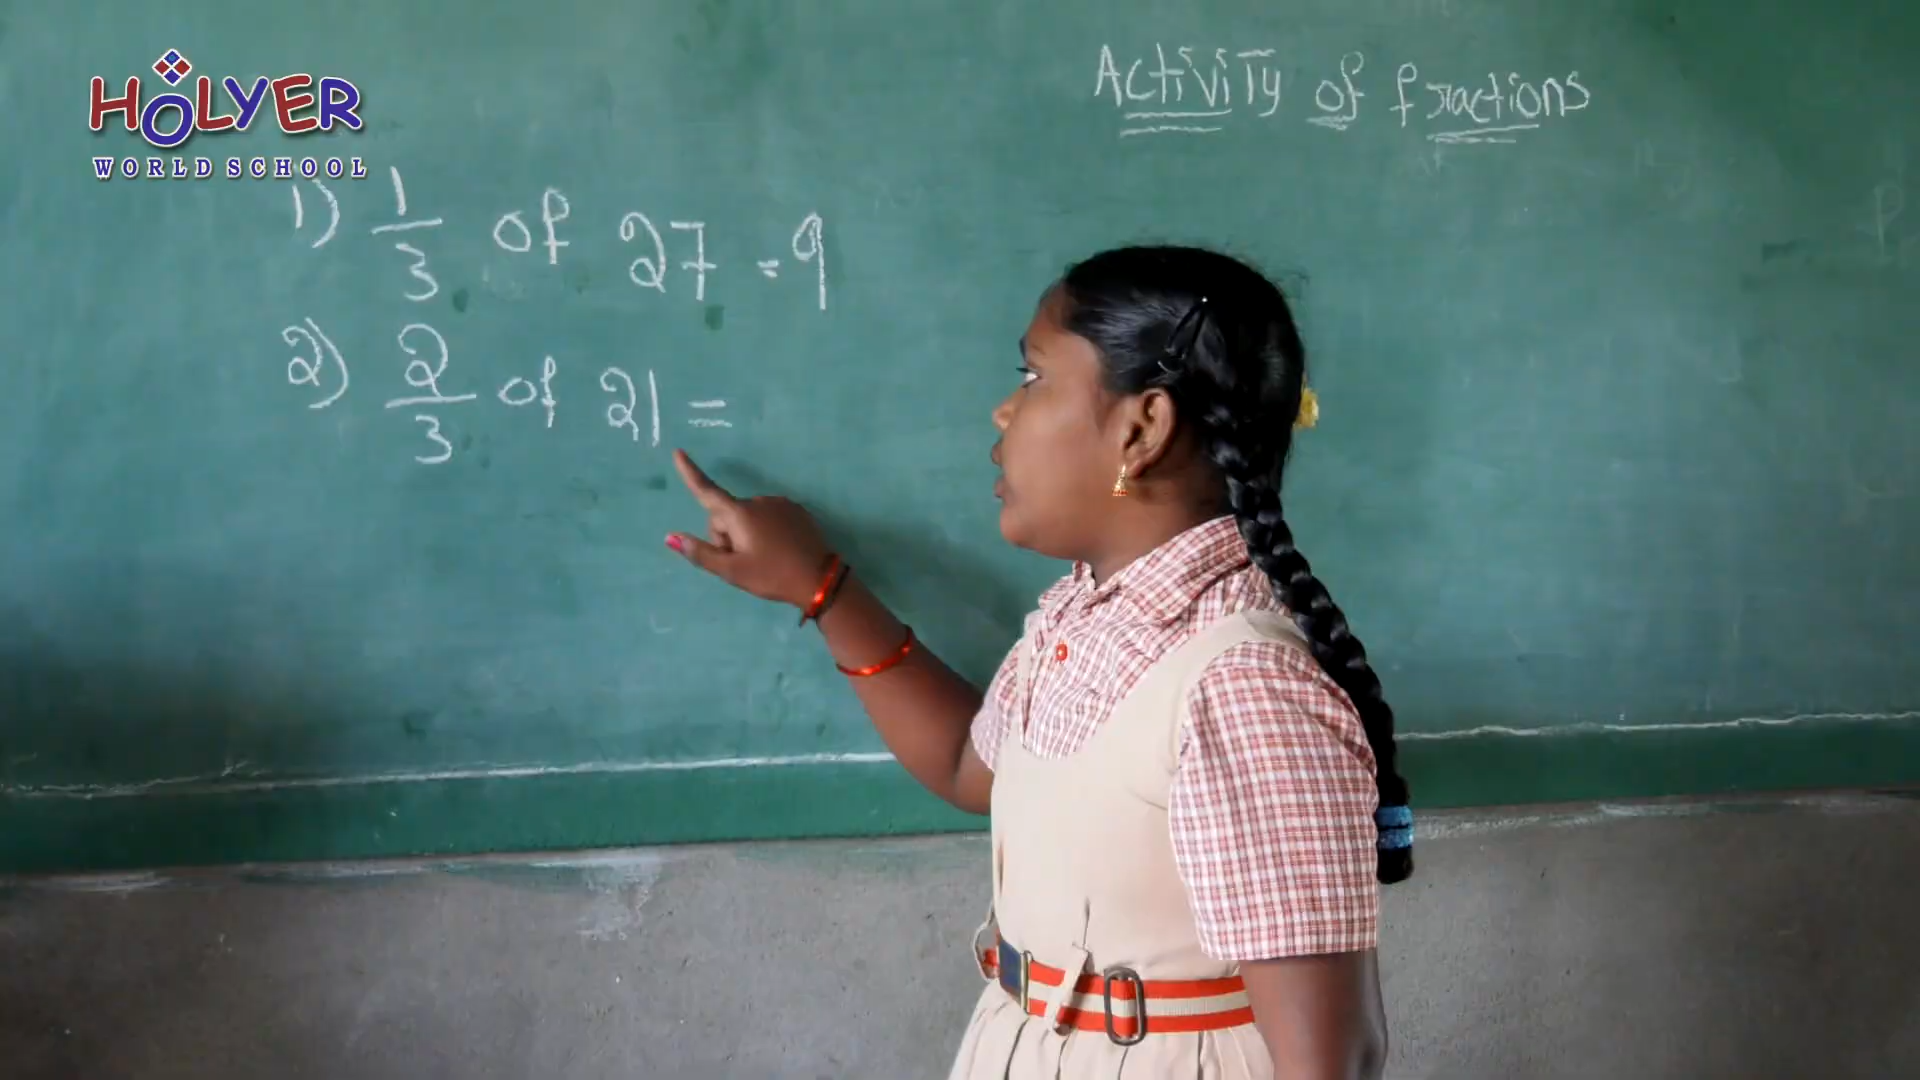 HOLYER
WORLD SCHOOL
Activity of fractions
1) 1/3 of 27 = 9
2) 2/3 of 21 =